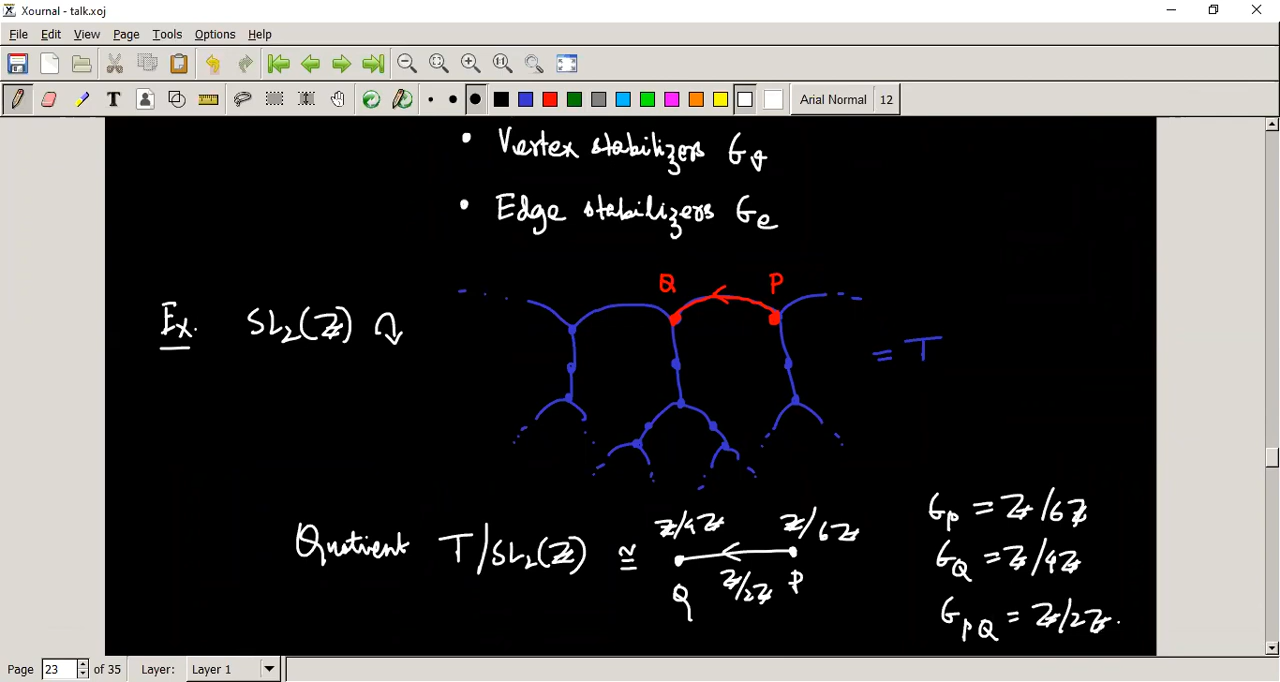 Xournal - talk.xoj
File Edit View Page Tools Options Help
T Arial Normal 12
• Vertex stabilizers G_v
• Edge stabilizers G_e
Q P
Ex. SL₂(ℤ) ↷
= T
G_P = ℤ/6ℤ
ℤ/4ℤ ℤ/6ℤ
Quotient T/SL₂(ℤ) ≅
G_Q = ℤ/4ℤ
ℤ/2ℤ
Q P
G_PQ = ℤ/2ℤ.
Page 23 of 35 Layer: Layer 1